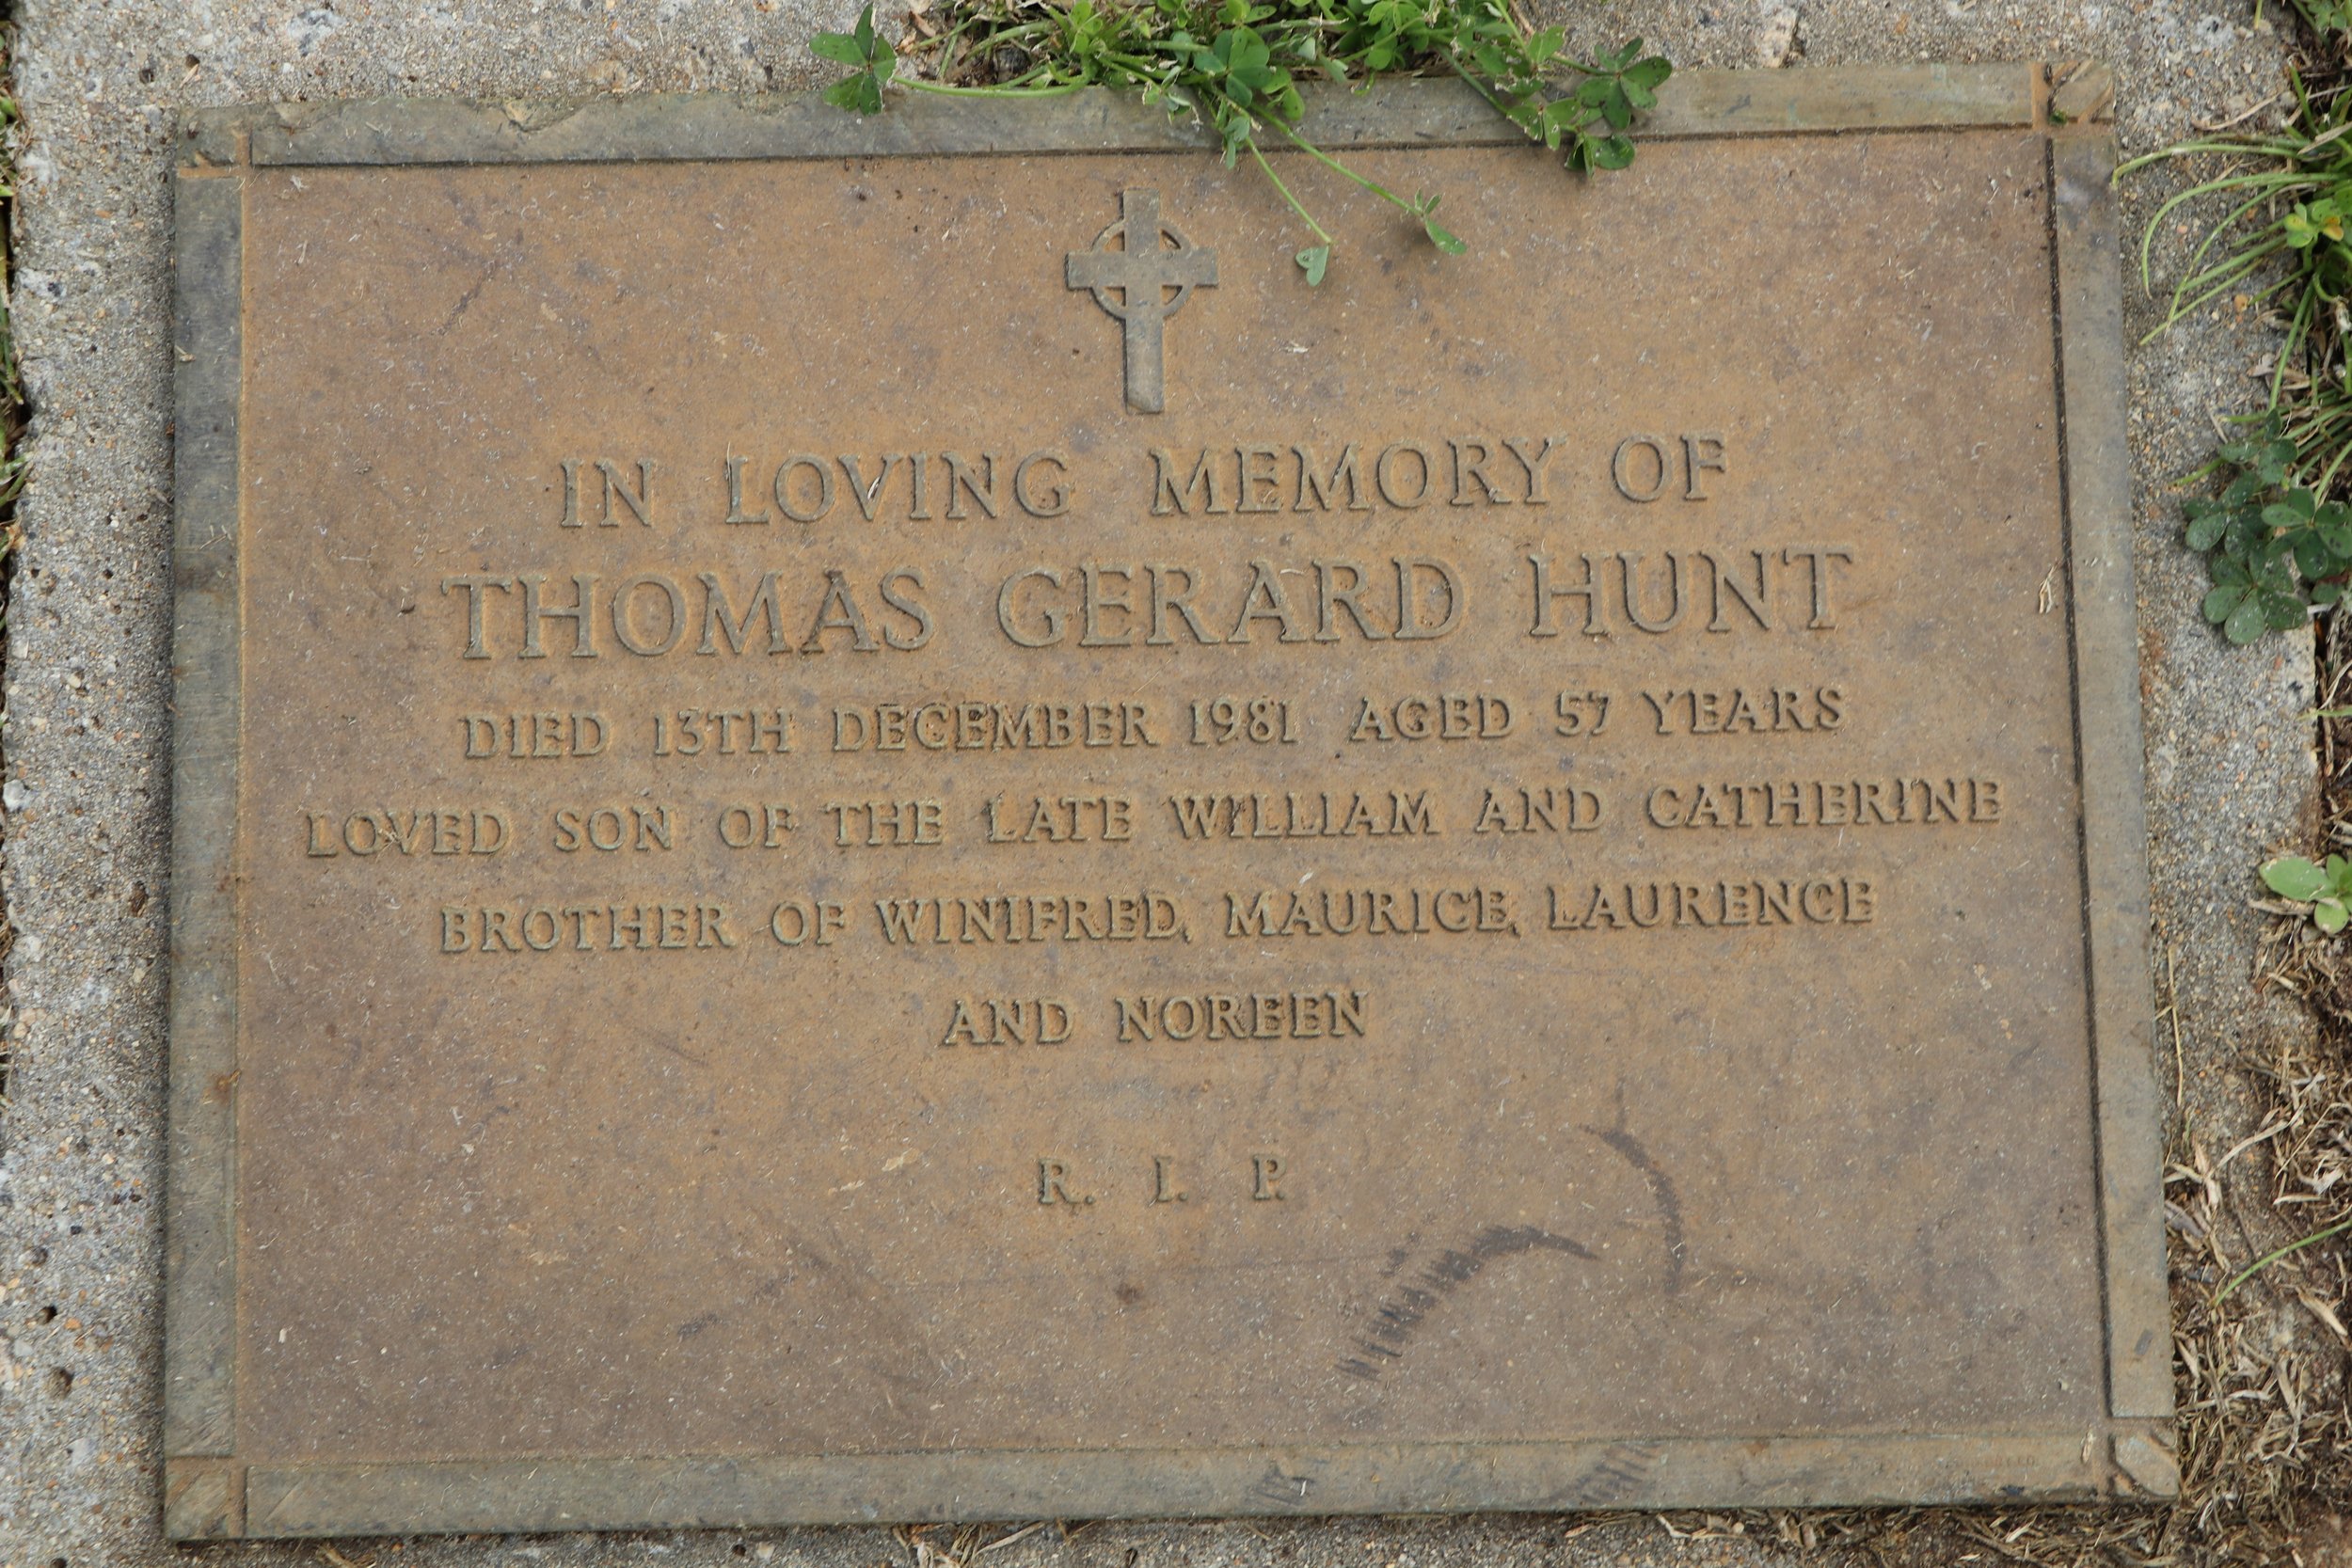 IN LOVING MEMORY OF
THOMAS GERARD HUNT
DIED 13TH DECEMBER 1981 AGED 57 YEARS
LOVED SON OF THE LATE WILLIAM AND CATHERINE
BROTHER OF WINIFRED, MAURICE, LAURENCE
AND NOREEN
R. I. P.